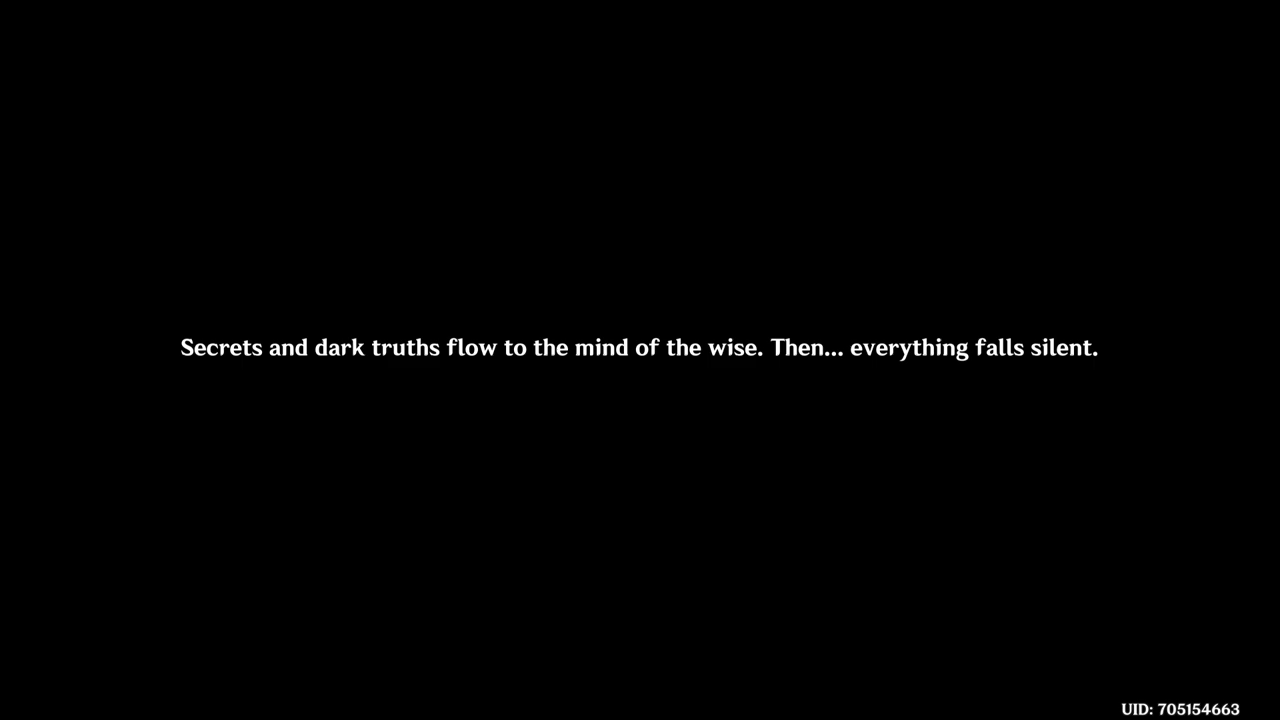 Secrets and dark truths flow to the mind of the wise. Then... everything falls silent.
UID: 705154663